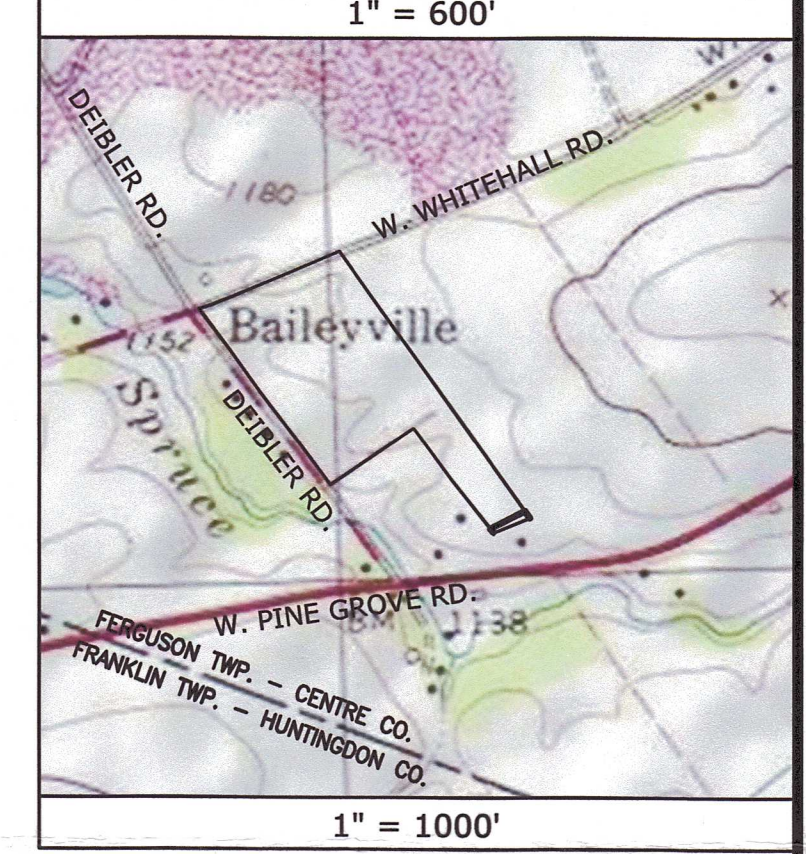 1" = 600'
DEIBLER RD.
W. WHITEHALL RD.
1180
Baileyville
1152
Spruce
DEIBLER RD.
W. PINE GROVE RD.
BM 1138
FERGUSON TWP. – CENTRE CO.
FRANKLIN TWP. – HUNTINGDON CO.
1" = 1000'